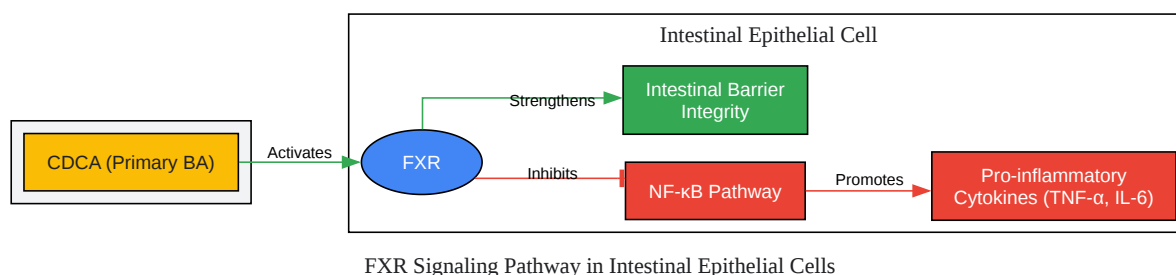 Intestinal Epithelial Cell
Intestinal Barrier
Integrity
Strengthens
CDCA (Primary BA)
Activates
FXR
Inhibits
NF-κB Pathway
Promotes
Pro-inflammatory
Cytokines (TNF-α, IL-6)
FXR Signaling Pathway in Intestinal Epithelial Cells